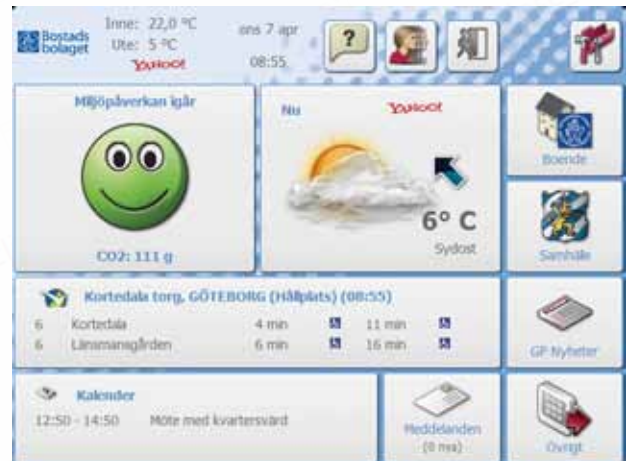 Bostads
bolaget
Inne: 22,0 °C
Ute: 5 °C
YAHOO!
ons 7 apr
08:55
?
Miljöpåverkan igår
CO2: 111 g
Nu
YAHOO!
6° C
Sydost
Boende
Samhälle
Kortedala torg, GÖTEBORG (Hållplats) (08:55)
6 Kortedala 4 min 11 min
6 Länsmansgården 6 min 16 min
GP Nyheter
Kalender
12:50 - 14:50 Möte med kvartersvärd
Meddelanden
(0 nya)
Övrigt